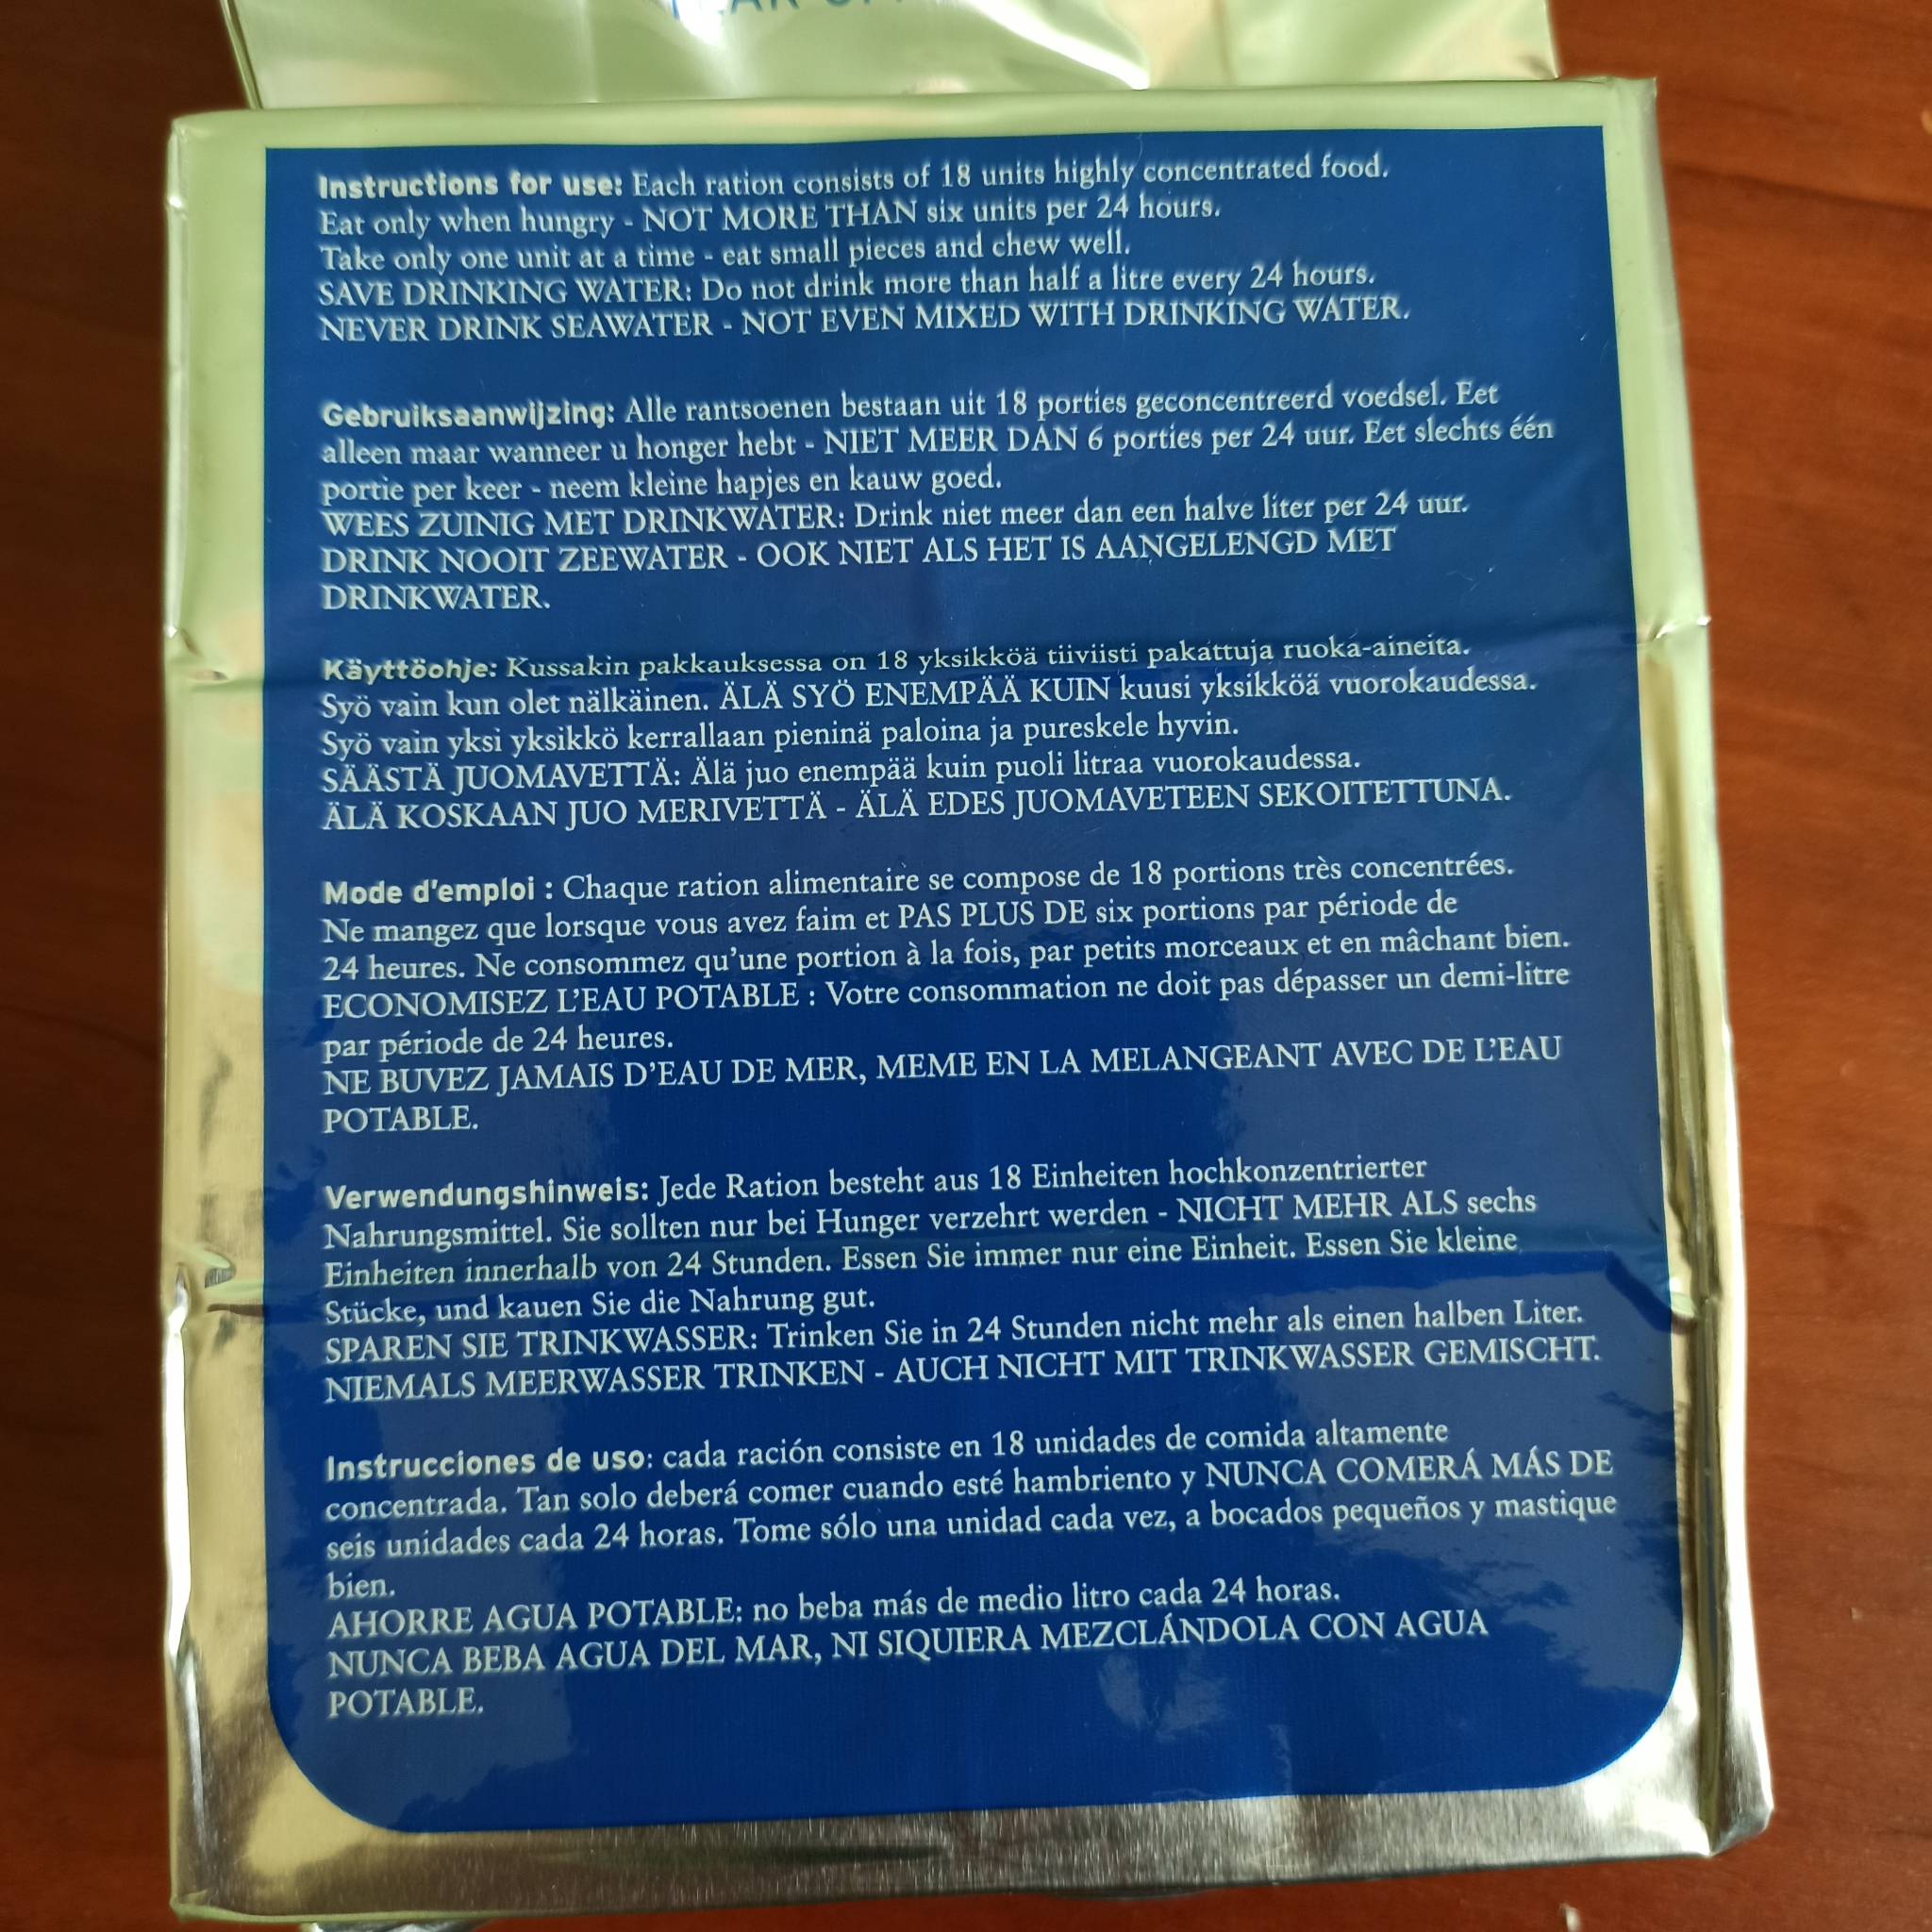 Instructions for use: Each ration consists of 18 units highly concentrated food.
Eat only when hungry - NOT MORE THAN six units per 24 hours.
Take only one unit at a time - eat small pieces and chew well.
SAVE DRINKING WATER: Do not drink more than half a litre every 24 hours.
NEVER DRINK SEAWATER - NOT EVEN MIXED WITH DRINKING WATER.
Gebruiksaanwijzing: Alle rantsoenen bestaan uit 18 porties geconcentreerd voedsel. Eet
alleen maar wanneer u honger hebt - NIET MEER DAN 6 porties per 24 uur. Eet slechts één
portie per keer - neem kleine hapjes en kauw goed.
WEES ZUINIG MET DRINKWATER: Drink niet meer dan een halve liter per 24 uur.
DRINK NOOIT ZEEWATER - OOK NIET ALS HET IS AANGELENGD MET
DRINKWATER.
Käyttöohje: Kussakin pakkauksessa on 18 yksikköä tiiviisti pakattuja ruoka-aineita.
Syö vain kun olet nälkäinen. ÄLÄ SYÖ ENEMPÄÄ KUIN kuusi yksikköä vuorokaudessa.
Syö vain yksi yksikkö kerrallaan pieninä paloina ja pureskele hyvin.
SÄÄSTÄ JUOMAVETTÄ: Älä juo enempää kuin puoli litraa vuorokaudessa.
ÄLÄ KOSKAAN JUO MERIVETTÄ - ÄLÄ EDES JUOMAVETEEN SEKOITETTUNA.
Mode d'emploi : Chaque ration alimentaire se compose de 18 portions très concentrées.
Ne mangez que lorsque vous avez faim et PAS PLUS DE six portions par période de
24 heures. Ne consommez qu'une portion à la fois, par petits morceaux et en mâchant bien.
ECONOMISEZ L'EAU POTABLE : Votre consommation ne doit pas dépasser un demi-litre
par période de 24 heures.
NE BUVEZ JAMAIS D'EAU DE MER, MEME EN LA MELANGEANT AVEC DE L'EAU
POTABLE.
Verwendungshinweis: Jede Ration besteht aus 18 Einheiten hochkonzentrierter
Nahrungsmittel. Sie sollten nur bei Hunger verzehrt werden - NICHT MEHR ALS sechs
Einheiten innerhalb von 24 Stunden. Essen Sie immer nur eine Einheit. Essen Sie kleine
Stücke, und kauen Sie die Nahrung gut.
SPAREN SIE TRINKWASSER: Trinken Sie in 24 Stunden nicht mehr als einen halben Liter.
NIEMALS MEERWASSER TRINKEN - AUCH NICHT MIT TRINKWASSER GEMISCHT.
Instrucciones de uso: cada ración consiste en 18 unidades de comida altamente
concentrada. Tan solo deberá comer cuando esté hambriento y NUNCA COMERÁ MÁS DE
seis unidades cada 24 horas. Tome sólo una unidad cada vez, a bocados pequeños y mastique
bien.
AHORRE AGUA POTABLE: no beba más de medio litro cada 24 horas.
NUNCA BEBA AGUA DEL MAR, NI SIQUIERA MEZCLÁNDOLA CON AGUA
POTABLE.